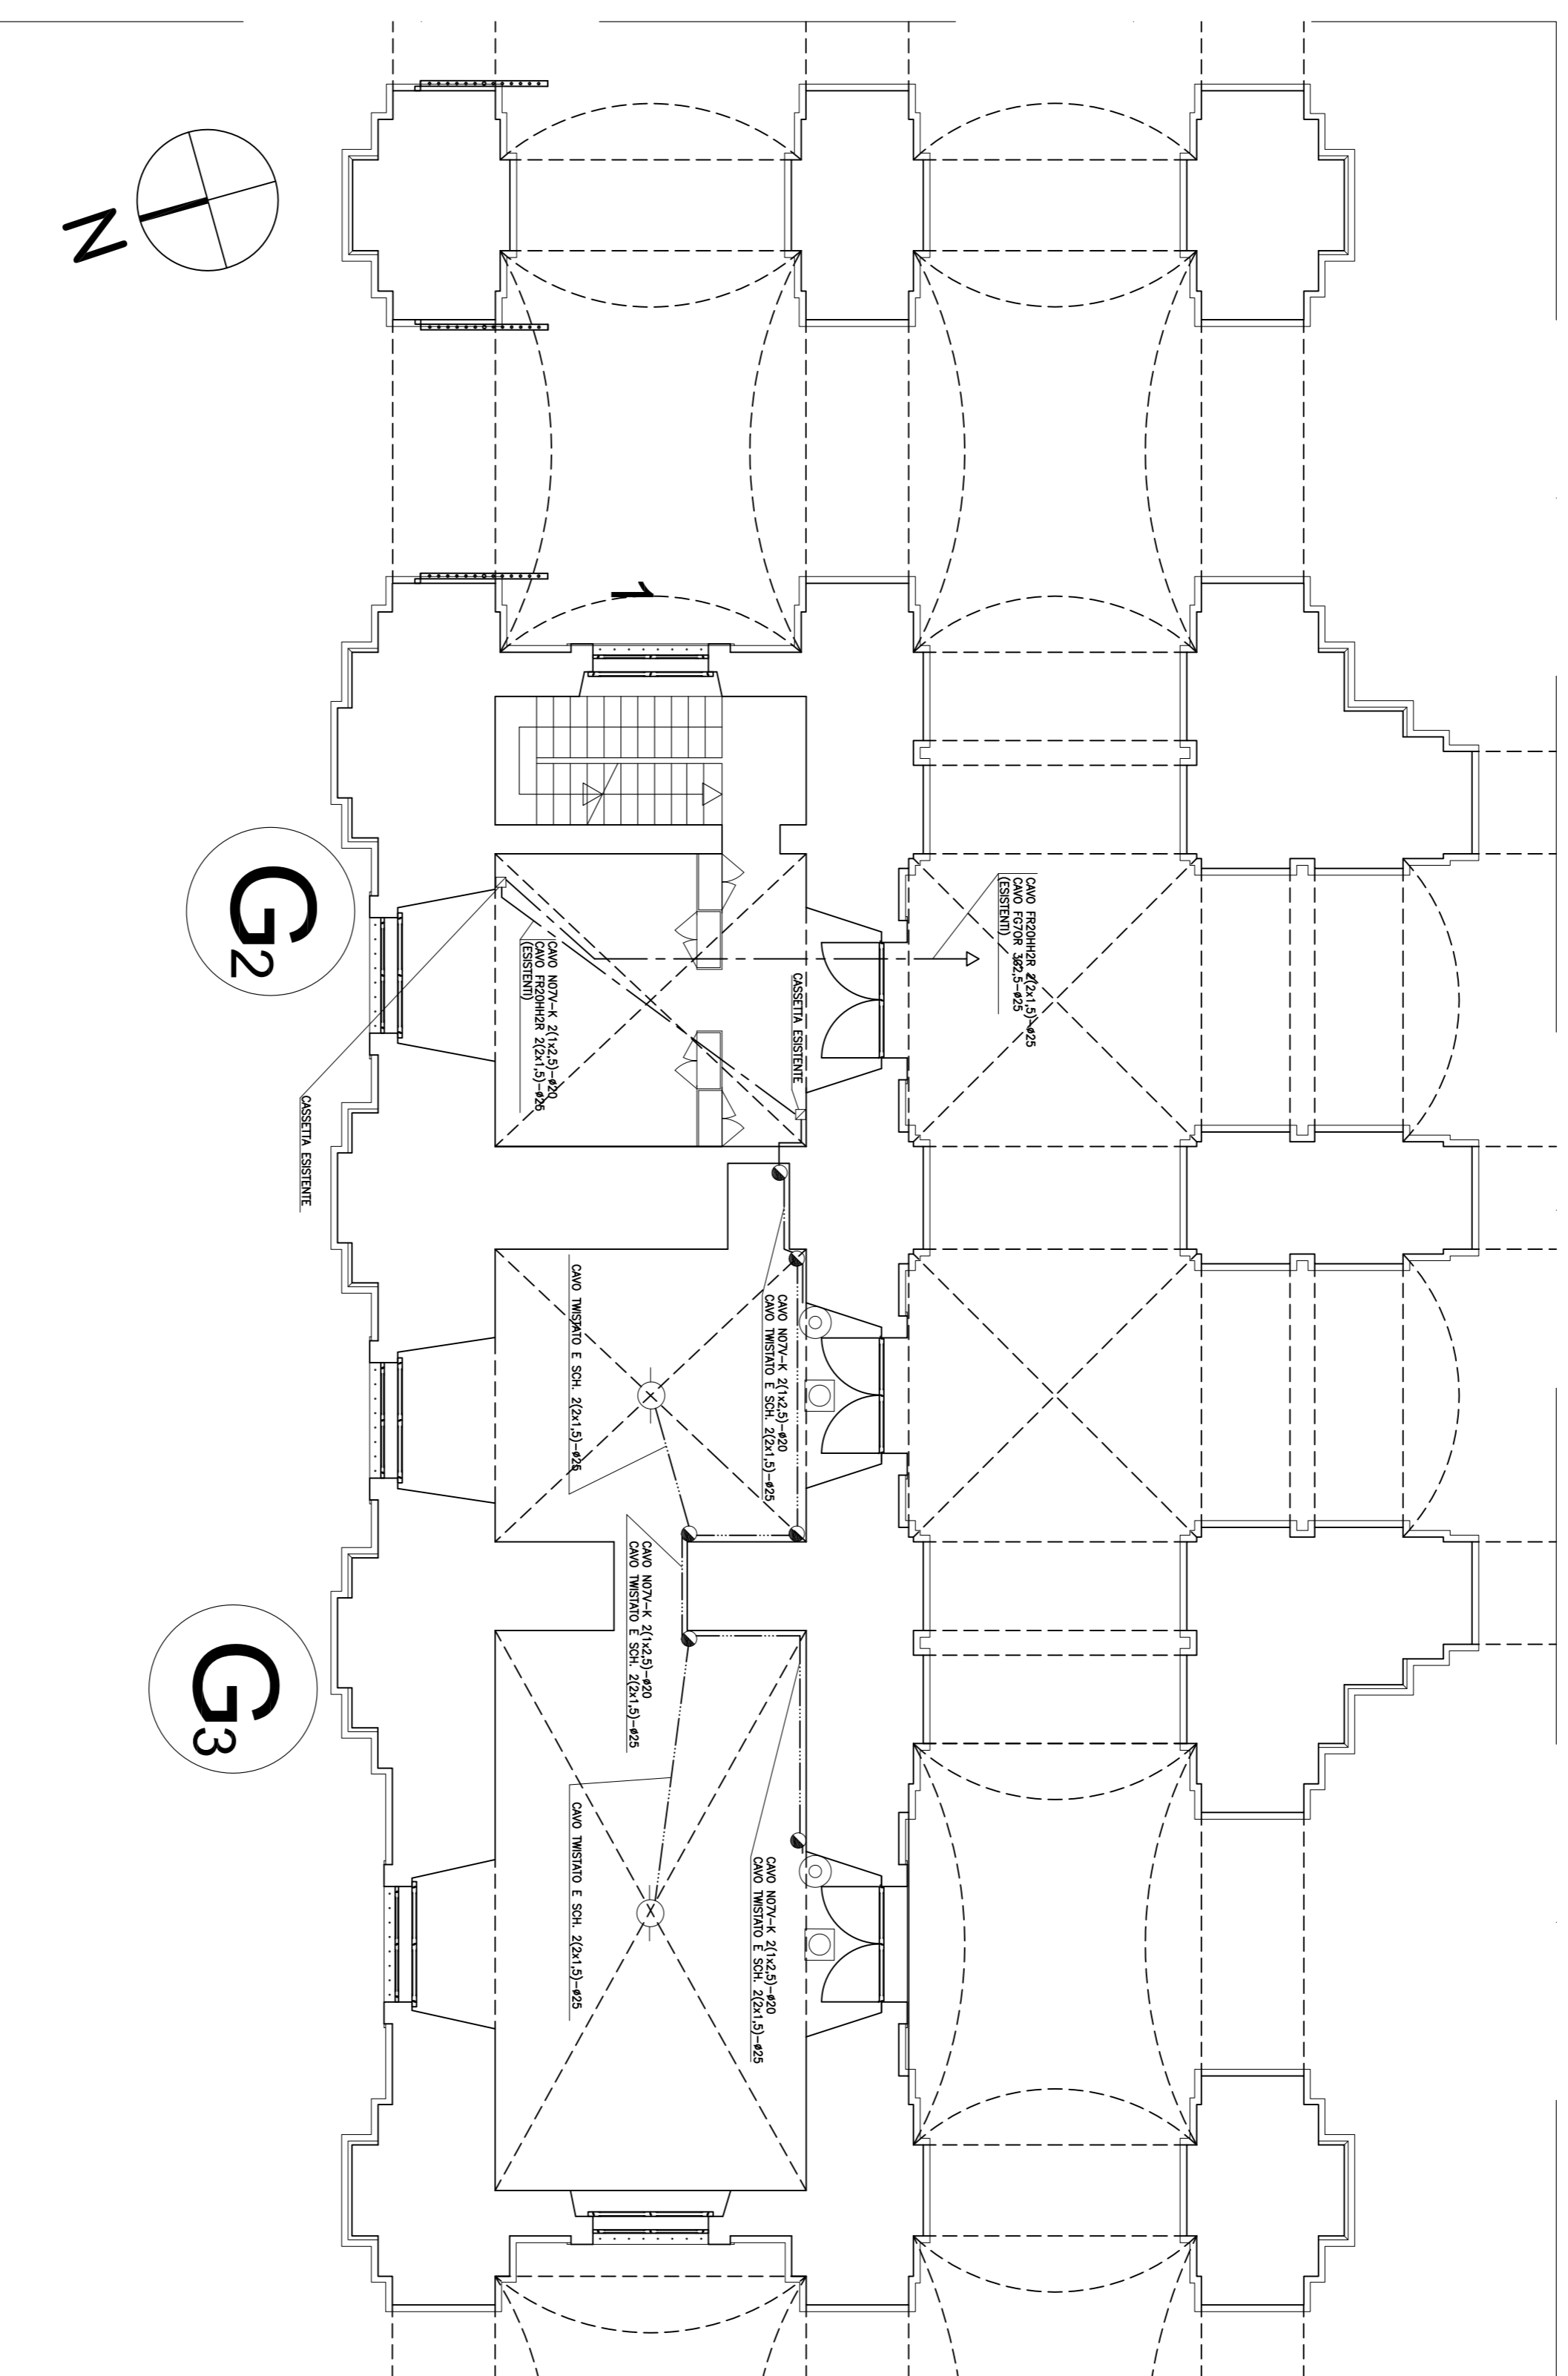 N
1
G2
CAVO FR20HH2R 2(2x1,5)-ø25
CAVO FG7OR 3G2,5-ø25
(ESISTENTI)
CAVO N07V-K 2(1x2,5)-ø20
CAVO FR20HH2R 2(2x1,5)-ø25
(ESISTENTI)
CASSETTA ESISTENTE
CASSETTA ESISTENTE
CAVO N07V-K 2(1x2,5)-ø20
CAVO TWISTATO E SCH. 2(2x1,5)-ø25
CAVO TWISTATO E SCH. 2(2x1,5)-ø25
CAVO N07V-K 2(1x2,5)-ø20
CAVO TWISTATO E SCH. 2(2x1,5)-ø25
G3
CAVO N07V-K 2(1x2,5)-ø20
CAVO TWISTATO E SCH. 2(2x1,5)-ø25
CAVO TWISTATO E SCH. 2(2x1,5)-ø25